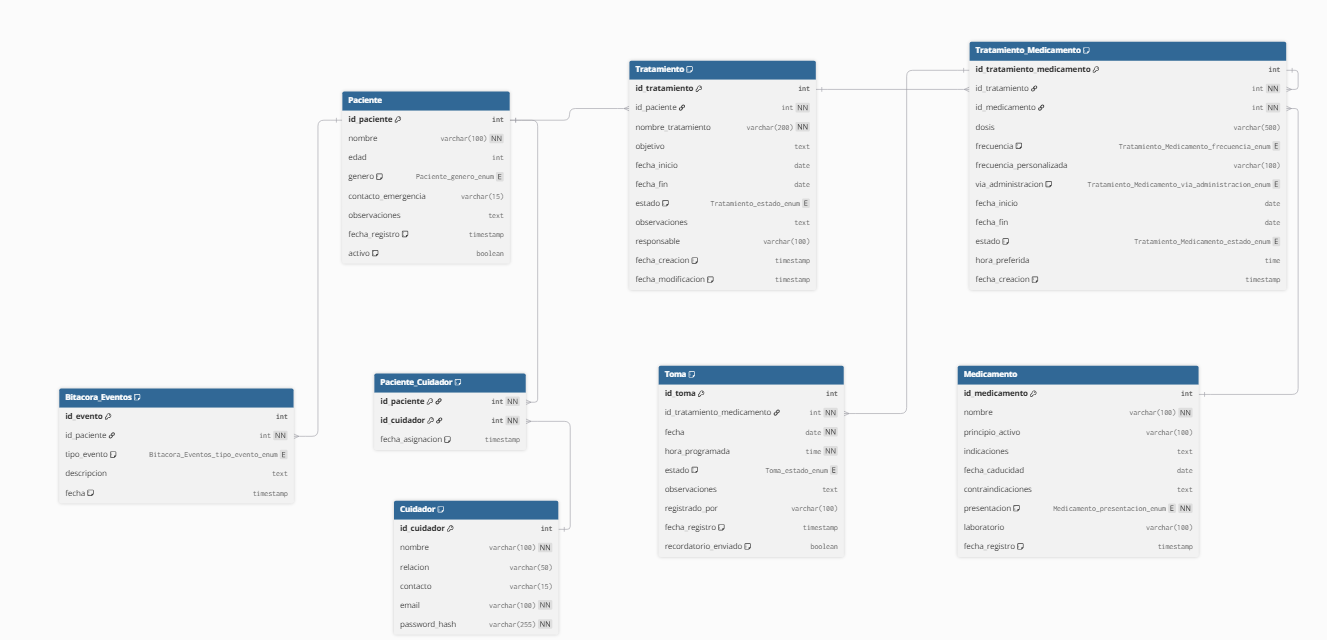 Paciente
id_paciente int
nombre varchar(100) NN
edad int
genero Paciente_genero_enum E
contacto_emergencia varchar(15)
observaciones text
fecha_registro timestamp
activo boolean
Tratamiento
id_tratamiento int
id_paciente int NN
nombre_tratamiento varchar(200) NN
objetivo text
fecha_inicio date
fecha_fin date
estado Tratamiento_estado_enum E
observaciones text
responsable varchar(100)
fecha_creacion timestamp
fecha_modificacion timestamp
Tratamiento_Medicamento
id_tratamiento_medicamento int
id_tratamiento int NN
id_medicamento int NN
dosis varchar(500)
frecuencia Tratamiento_Medicamento_frecuencia_enum E
frecuencia_personalizada varchar(100)
via_administracion Tratamiento_Medicamento_via_administracion_enum E
fecha_inicio date
fecha_fin date
estado Tratamiento_Medicamento_estado_enum E
hora_preferida time
fecha_creacion timestamp
Bitacora_Eventos
id_evento int
id_paciente int NN
tipo_evento Bitacora_Eventos_tipo_evento_enum E
descripcion text
fecha timestamp
Paciente_Cuidador
id_paciente int NN
id_cuidador int NN
fecha_asignacion timestamp
Cuidador
id_cuidador int
nombre varchar(100) NN
relacion varchar(50)
contacto varchar(15)
email varchar(100) NN
password_hash varchar(255) NN
Toma
id_toma int
id_tratamiento_medicamento int NN
fecha date NN
hora_programada time NN
estado Toma_estado_enum E
observaciones text
registrado_por varchar(100)
fecha_registro timestamp
recordatorio_enviado boolean
Medicamento
id_medicamento int
nombre varchar(100) NN
principio_activo varchar(100)
indicaciones text
fecha_caducidad date
contraindicaciones text
presentacion Medicamento_presentacion_enum E NN
laboratorio varchar(100)
fecha_registro timestamp